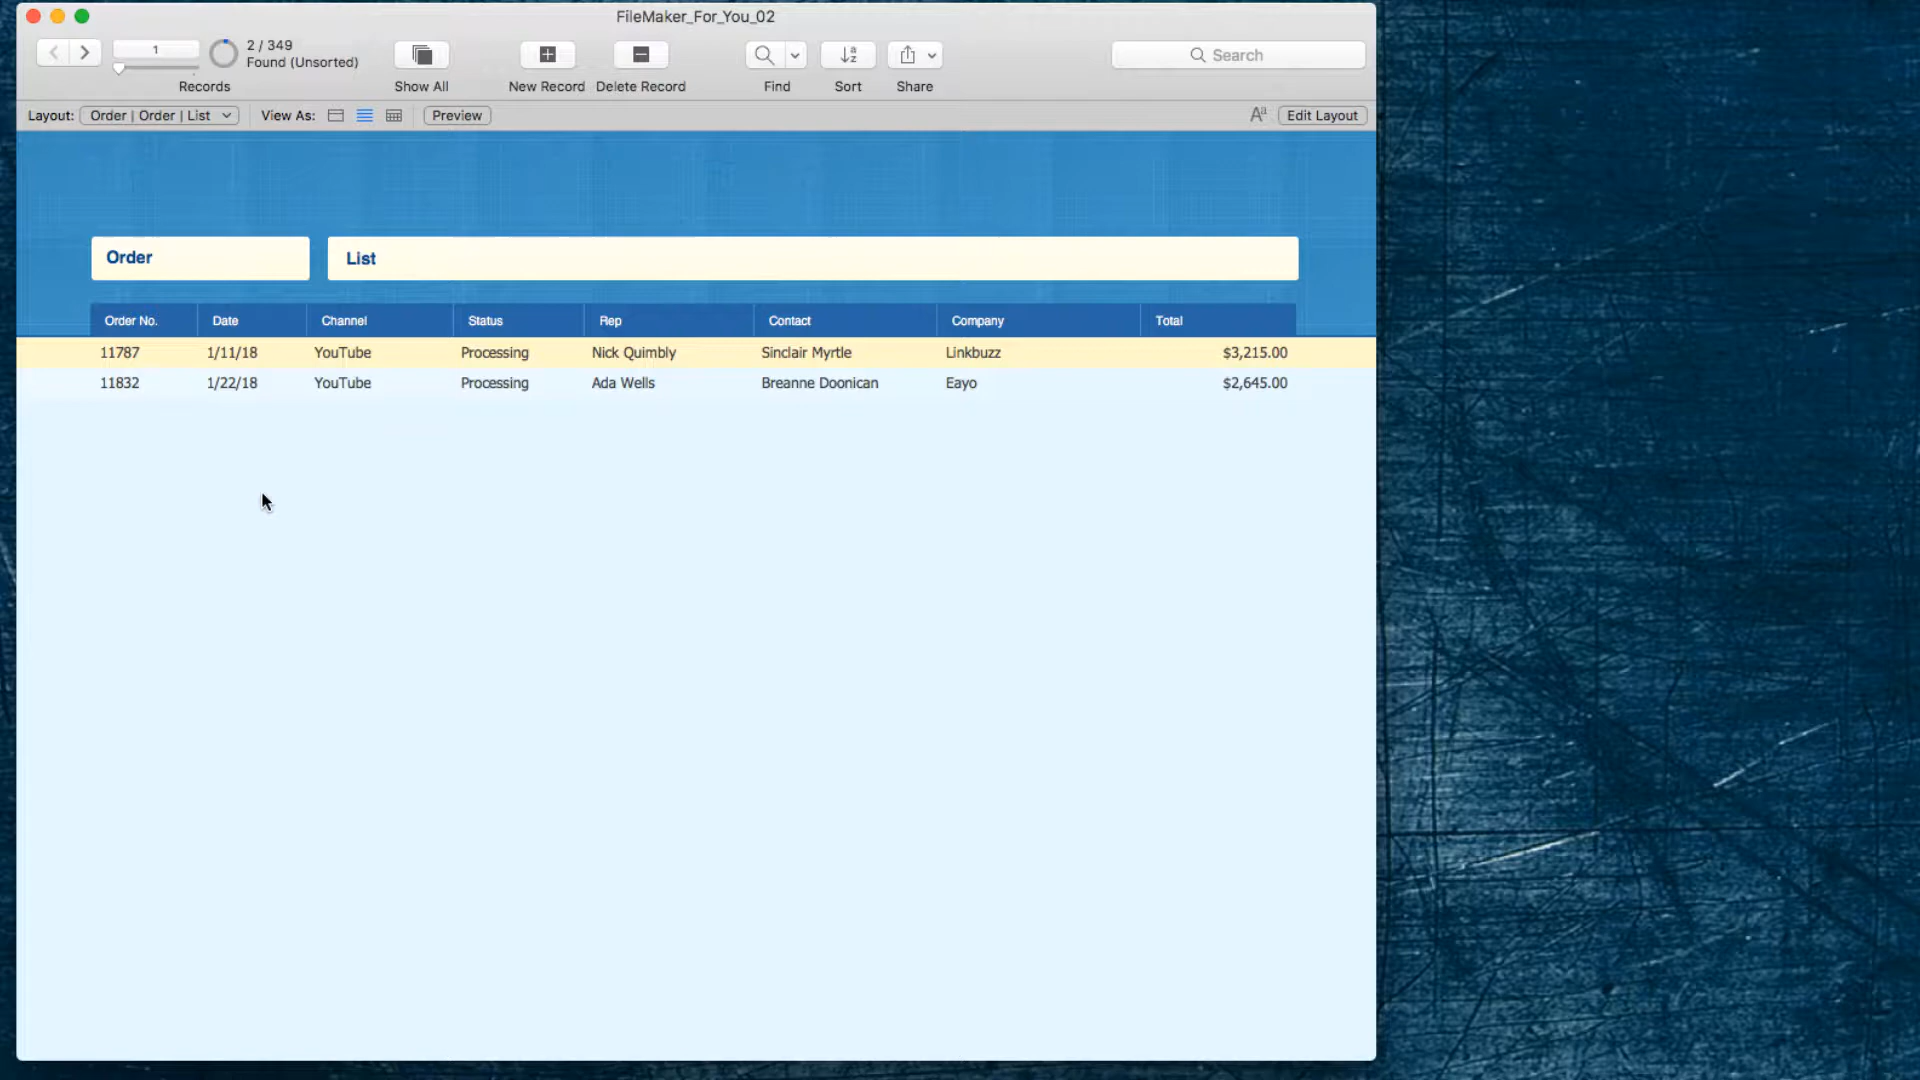 FileMaker_For_You_02
1
2 / 349
Found (Unsorted)
Records
Show All
New Record
Delete Record
Find
Sort
Share
Search
Layout: Order | Order | List
View As:
Preview
Aa
Edit Layout
Order
List
Order No. Date Channel Status Rep Contact Company Total
11787 1/11/18 YouTube Processing Nick Quimbly Sinclair Myrtle Linkbuzz $3,215.00
11832 1/22/18 YouTube Processing Ada Wells Breanne Doonican Eayo $2,645.00